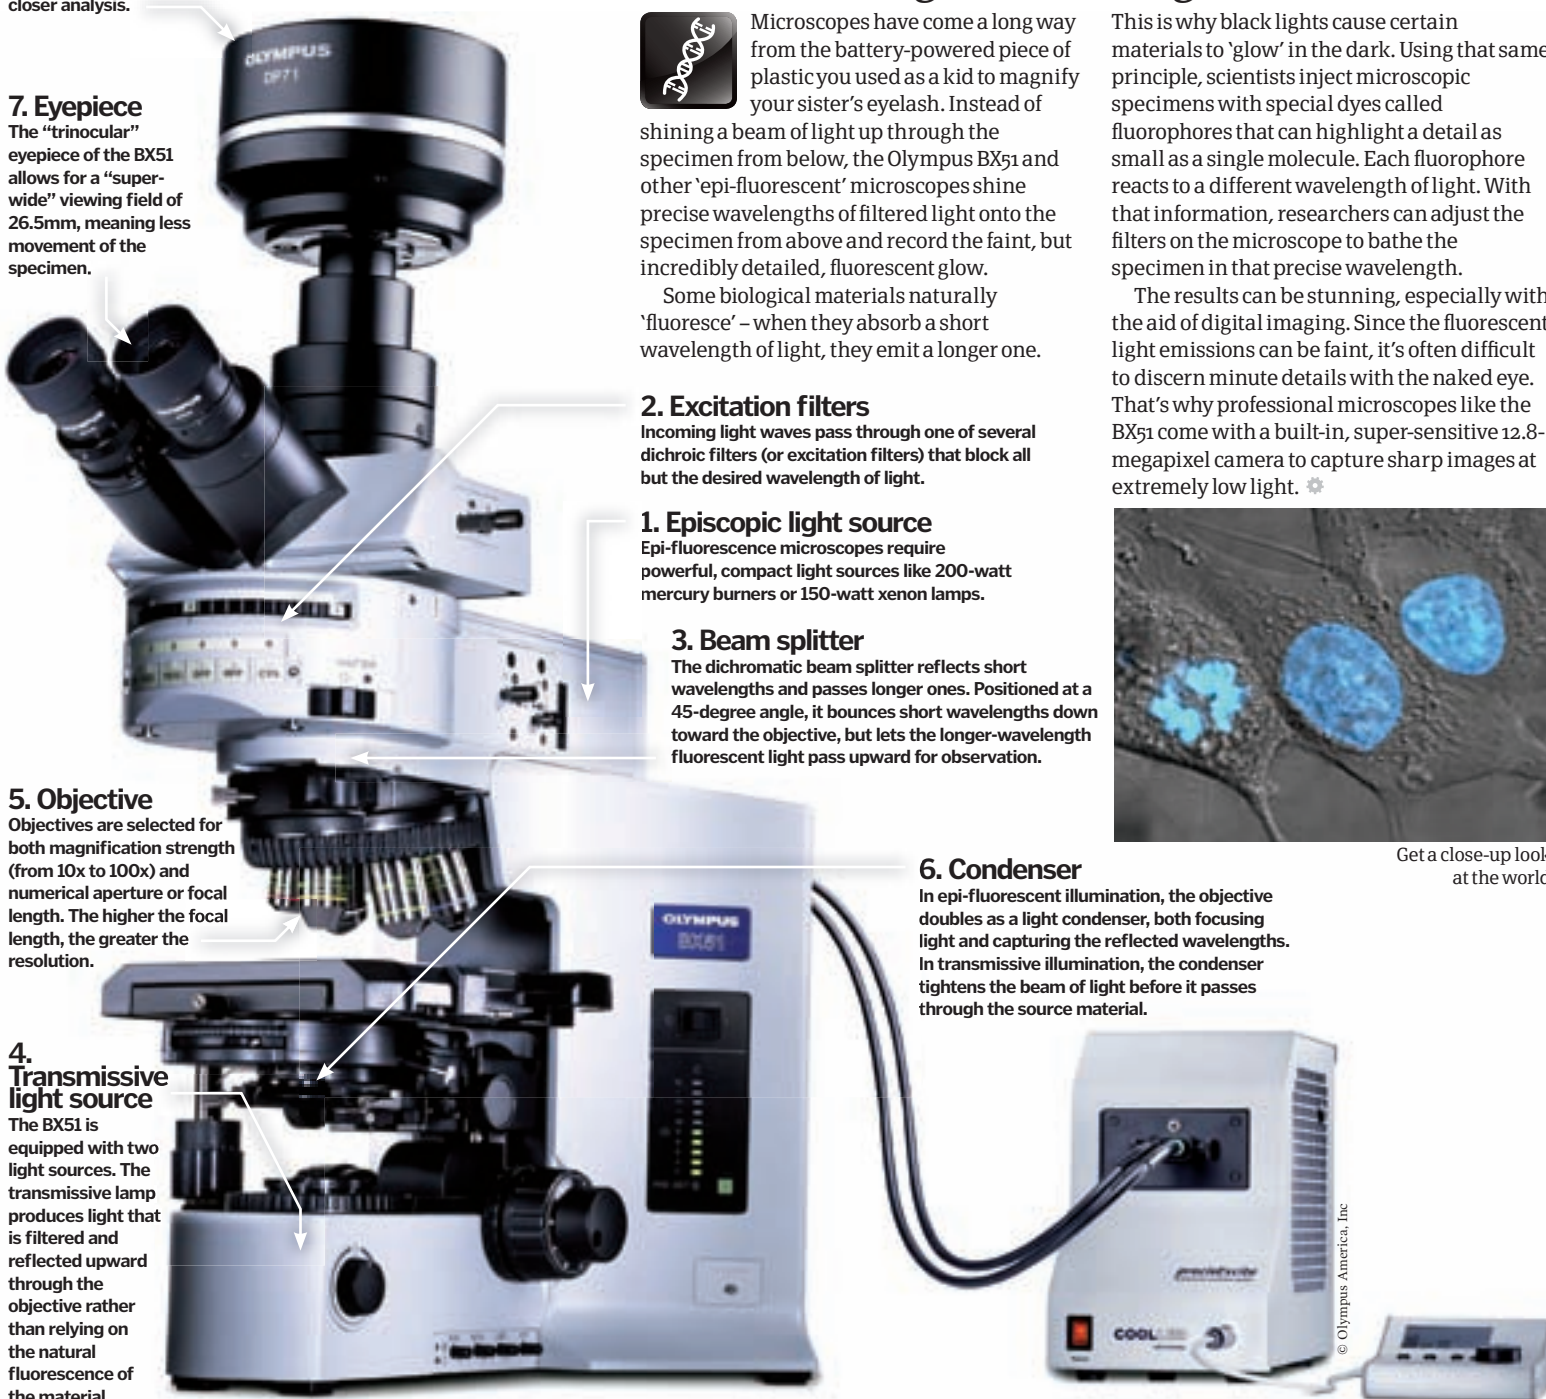 closer analysis.
7. Eyepiece
The “trinocular”
eyepiece of the BX51
allows for a “super-
wide” viewing field of
26.5mm, meaning less
movement of the
specimen.
OLYMPUS
DP71
Microscopes have come a long way
from the battery-powered piece of
plastic you used as a kid to magnify
your sister’s eyelash. Instead of
shining a beam of light up through the
specimen from below, the Olympus BX51 and
other ‘epi-fluorescent’ microscopes shine
precise wavelengths of filtered light onto the
specimen from above and record the faint, but
incredibly detailed, fluorescent glow.
Some biological materials naturally
‘fluoresce’ – when they absorb a short
wavelength of light, they emit a longer one.
This is why black lights cause certain
materials to ‘glow’ in the dark. Using that same
principle, scientists inject microscopic
specimens with special dyes called
fluorophores that can highlight a detail as
small as a single molecule. Each fluorophore
reacts to a different wavelength of light. With
that information, researchers can adjust the
filters on the microscope to bathe the
specimen in that precise wavelength.
The results can be stunning, especially with
the aid of digital imaging. Since the fluorescent
light emissions can be faint, it’s often difficult
to discern minute details with the naked eye.
That’s why professional microscopes like the
BX51 come with a built-in, super-sensitive 12.8-
megapixel camera to capture sharp images at
extremely low light.
2. Excitation filters
Incoming light waves pass through one of several
dichroic filters (or excitation filters) that block all
but the desired wavelength of light.
1. Episcopic light source
Epi-fluorescence microscopes require
powerful, compact light sources like 200-watt
mercury burners or 150-watt xenon lamps.
3. Beam splitter
The dichromatic beam splitter reflects short
wavelengths and passes longer ones. Positioned at a
45-degree angle, it bounces short wavelengths down
toward the objective, but lets the longer-wavelength
fluorescent light pass upward for observation.
5. Objective
Objectives are selected for
both magnification strength
(from 10x to 100x) and
numerical aperture or focal
length. The higher the focal
length, the greater the
resolution.
Get a close-up look
at the world
6. Condenser
In epi-fluorescent illumination, the objective
doubles as a light condenser, both focusing
light and capturing the reflected wavelengths.
In transmissive illumination, the condenser
tightens the beam of light before it passes
through the source material.
OLYMPUS
BX51
4.
Transmissive
light source
The BX51 is
equipped with two
light sources. The
transmissive lamp
produces light that
is filtered and
reflected upward
through the
objective rather
than relying on
the natural
fluorescence of
the material.
precisExcite
COOL
© Olympus America, Inc